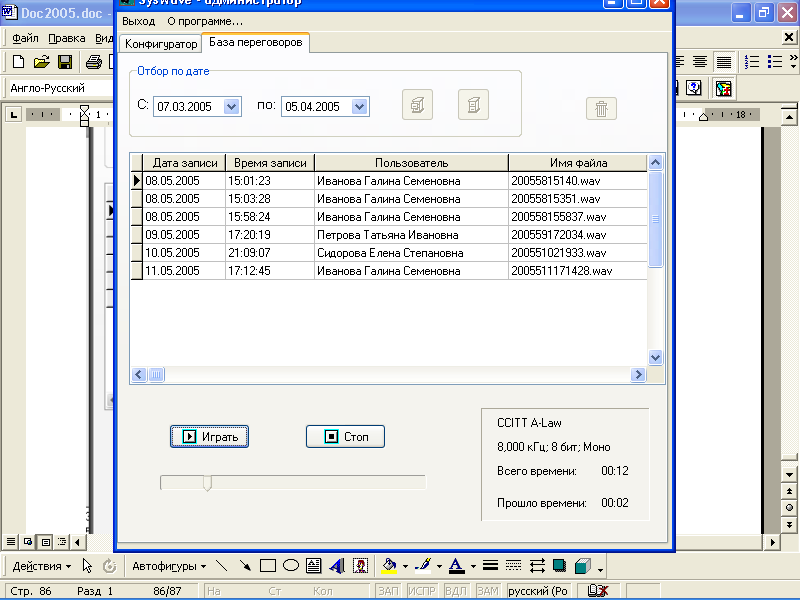 Doc2005.doc -
SysWave - администратор
Файл Правка Вид
Выход О программе...
Конфигуратор База переговоров
Англо-Русский
Отбор по дате
С: 07.03.2005 по: 05.04.2005
1 18
Дата записи Время записи Пользователь Имя файла
08.05.2005 15:01:23 Иванова Галина Семеновна 20055815140.wav
08.05.2005 15:03:28 Иванова Галина Семеновна 20055815351.wav
08.05.2005 15:58:24 Иванова Галина Семеновна 200558155837.wav
09.05.2005 17:20:19 Петрова Татьяна Ивановна 200559172034.wav
10.05.2005 21:09:07 Сидорова Елена Степановна 200551021933.wav
11.05.2005 17:12:45 Иванова Галина Семеновна 2005511171428.wav
Играть Стоп
CCITT A-Law
8,000 кГц; 8 бит; Моно
Всего времени: 00:12
Прошло времени: 00:02
Действия Автофигуры
Стр. 86 Разд 1 86/87 На Ст Кол ЗАП ИСПР ВДЛ ЗАМ русский (Ро